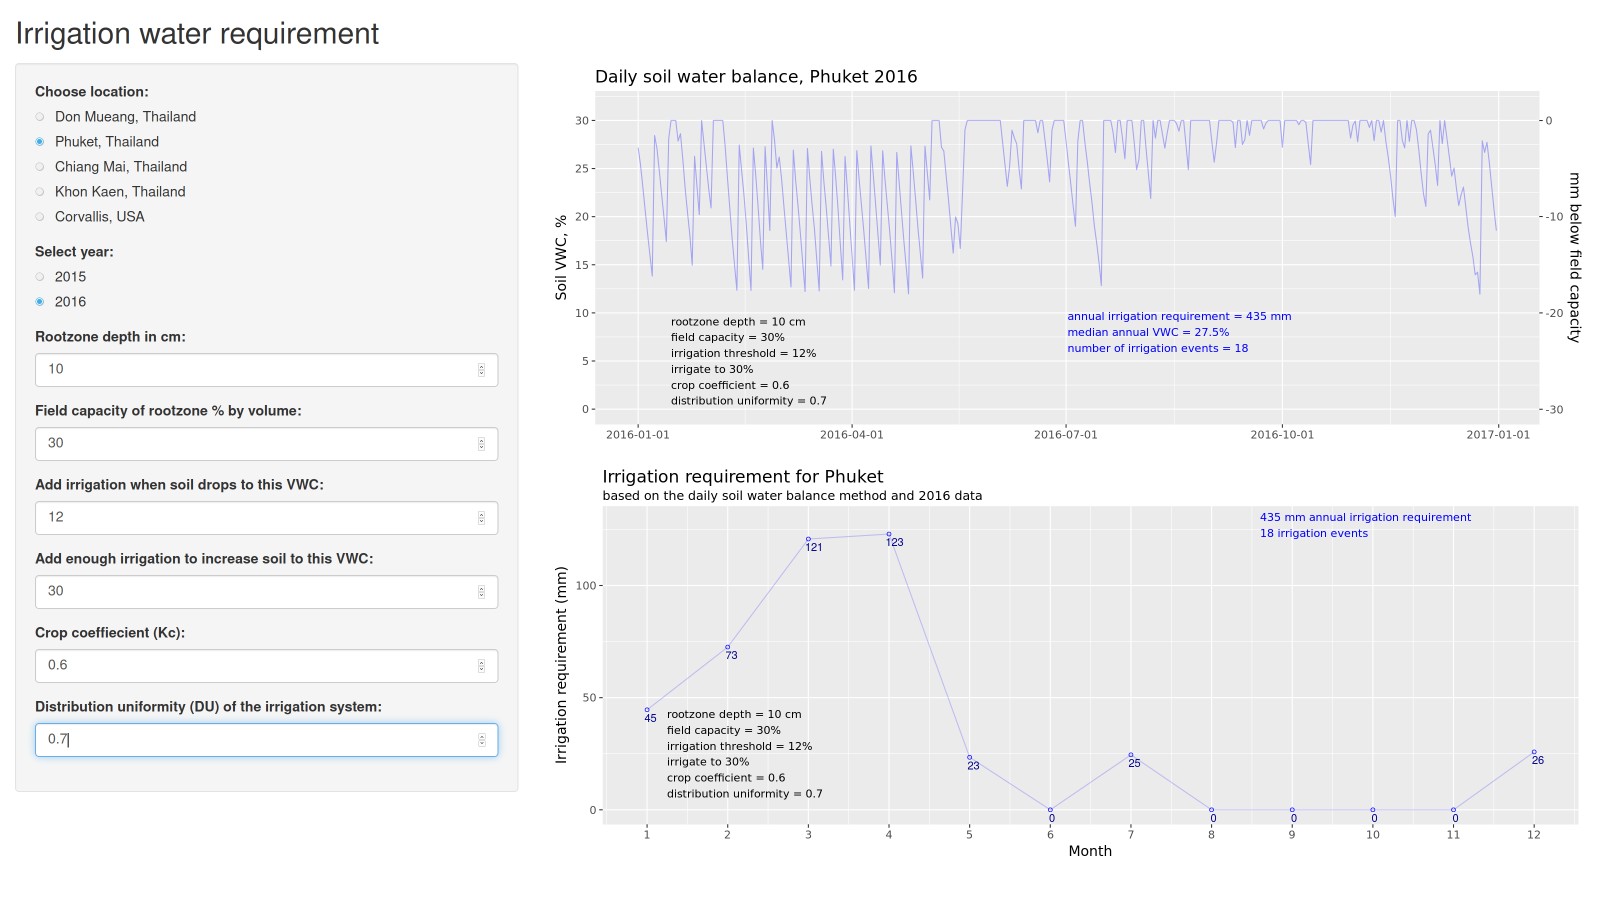 Irrigation water requirement
Choose location:
Don Mueang, Thailand
Phuket, Thailand
Chiang Mai, Thailand
Khon Kaen, Thailand
Corvallis, USA
Select year:
2015
2016
Rootzone depth in cm:
10
Field capacity of rootzone % by volume:
30
Add irrigation when soil drops to this VWC:
12
Add enough irrigation to increase soil to this VWC:
30
Crop coeffiecient (Kc):
0.6
Distribution uniformity (DU) of the irrigation system:
0.7
Daily soil water balance, Phuket 2016
Soil VWC, %
30
25
20
15
10
5
0
0
-10
-20
-30
mm below field capacity
rootzone depth = 10 cm
field capacity = 30%
irrigation threshold = 12%
irrigate to 30%
crop coefficient = 0.6
distribution uniformity = 0.7
annual irrigation requirement = 435 mm
median annual VWC = 27.5%
number of irrigation events = 18
2016-01-01
2016-04-01
2016-07-01
2016-10-01
2017-01-01
Irrigation requirement for Phuket
based on the daily soil water balance method and 2016 data
435 mm annual irrigation requirement
18 irrigation events
Irrigation requirement (mm)
100
50
0
45
73
121
123
23
0
25
0
0
0
0
26
rootzone depth = 10 cm
field capacity = 30%
irrigation threshold = 12%
irrigate to 30%
crop coefficient = 0.6
distribution uniformity = 0.7
1
2
3
4
5
6
7
8
9
10
11
12
Month